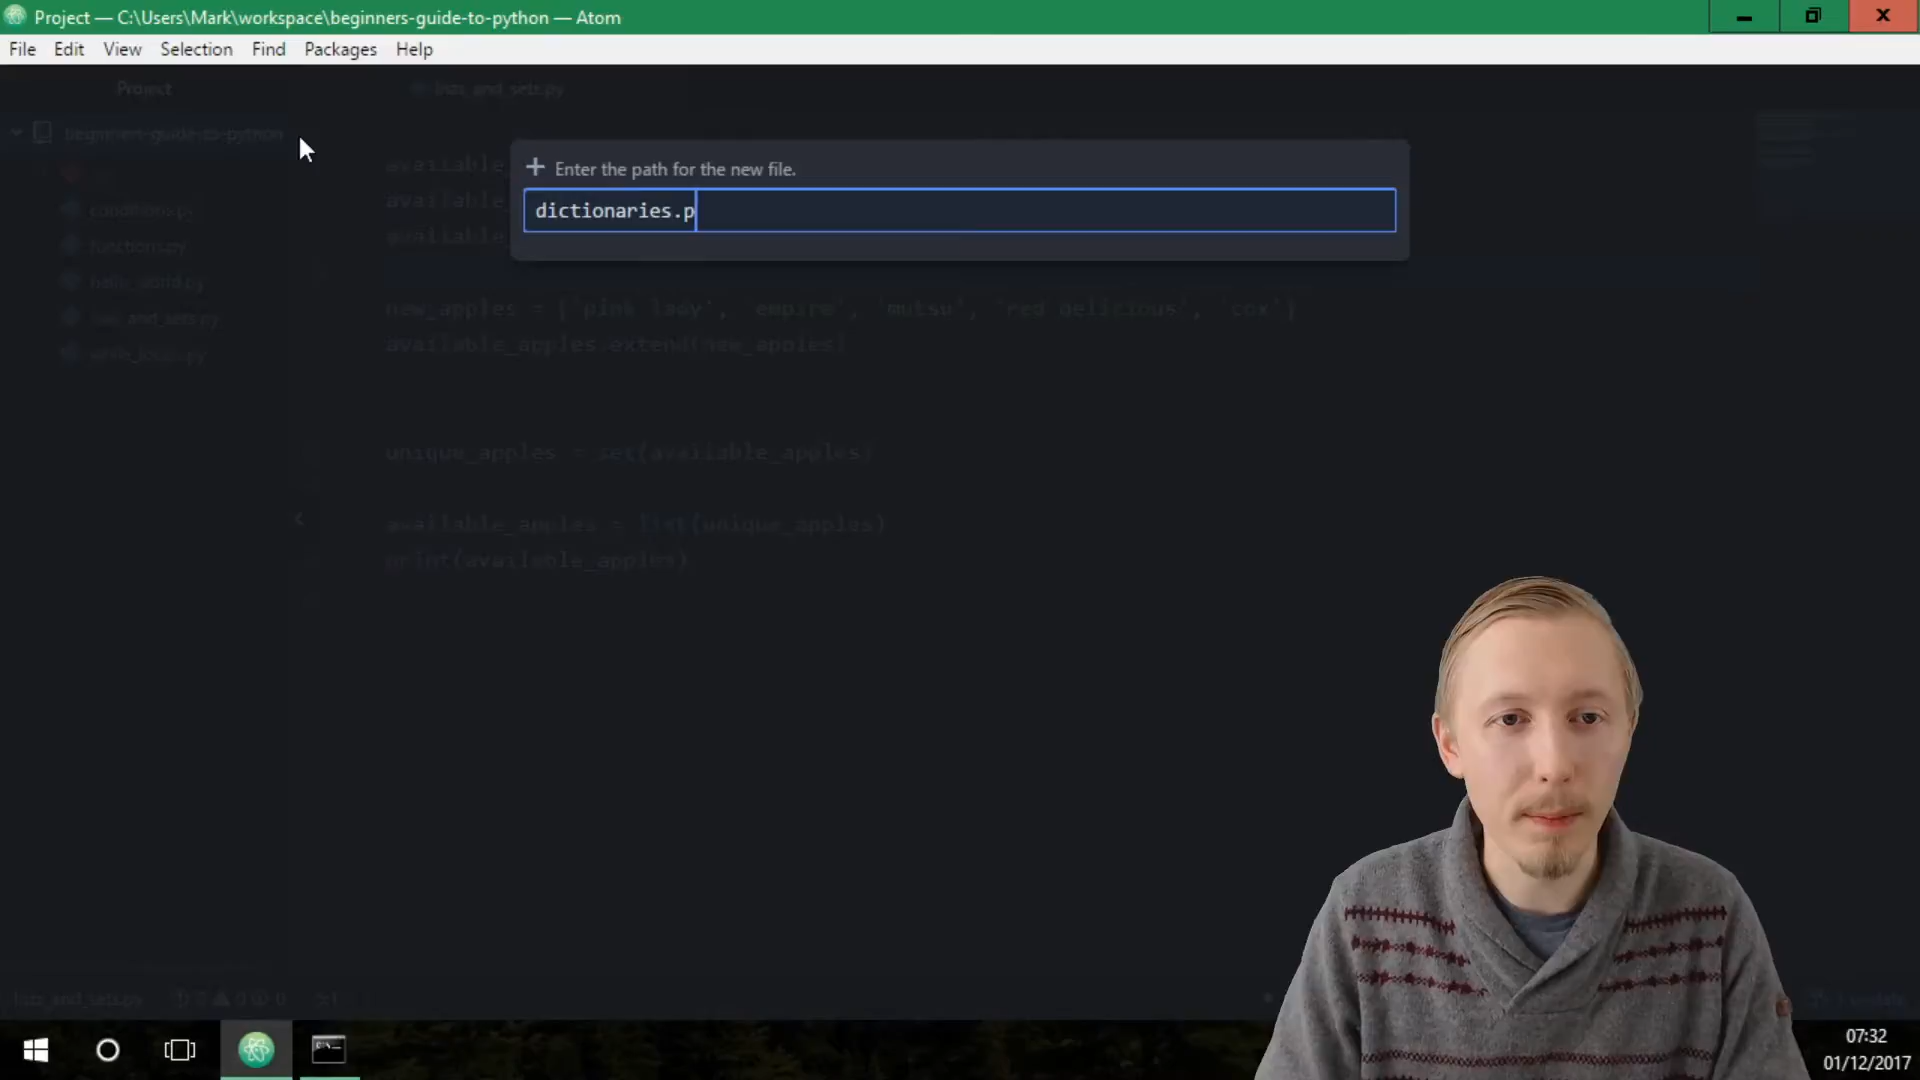 Project — C:\Users\Mark\workspace\beginners-guide-to-python — Atom
File Edit View Selection Find Packages Help
Project
lists_and_sets.py
beginners-guide-to-python
Enter the path for the new file.
dictionaries.p
available_
available_
available_
conditions.py
functions.py
hello_world.py
lists_and_sets.py
while_loop.py
new_apples = ['pink lady', 'empire', 'mutsu', 'red delicious', 'cox']
available_apples.extend(new_apples)
unique_apples = set(available_apples)
available_apples = list(unique_apples)
print(available_apples)
lists_and_sets.py
07:32
01/12/2017